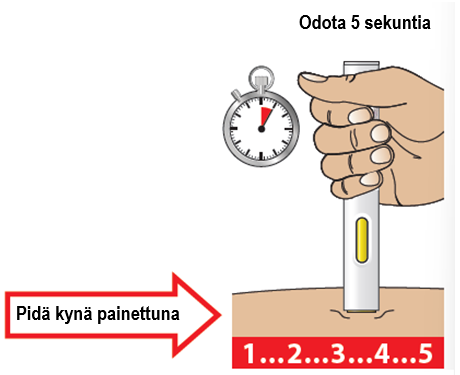 Odota 5 sekuntia
Pidä kynä painettuna
1...2...3...4...5